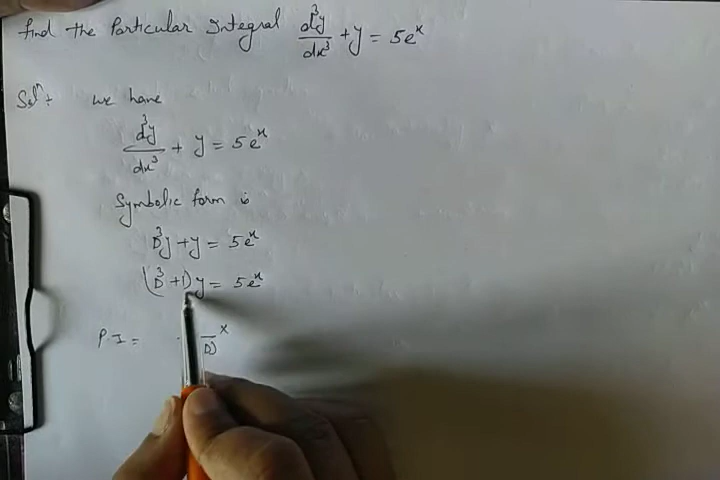 find the Particular Integral d³y/dx³ + y = 5eˣ
Solⁿ: we have
d³y/dx³ + y = 5eˣ
Symbolic form is
D³y + y = 5eˣ
(D³ + 1)y = 5eˣ
P.I =